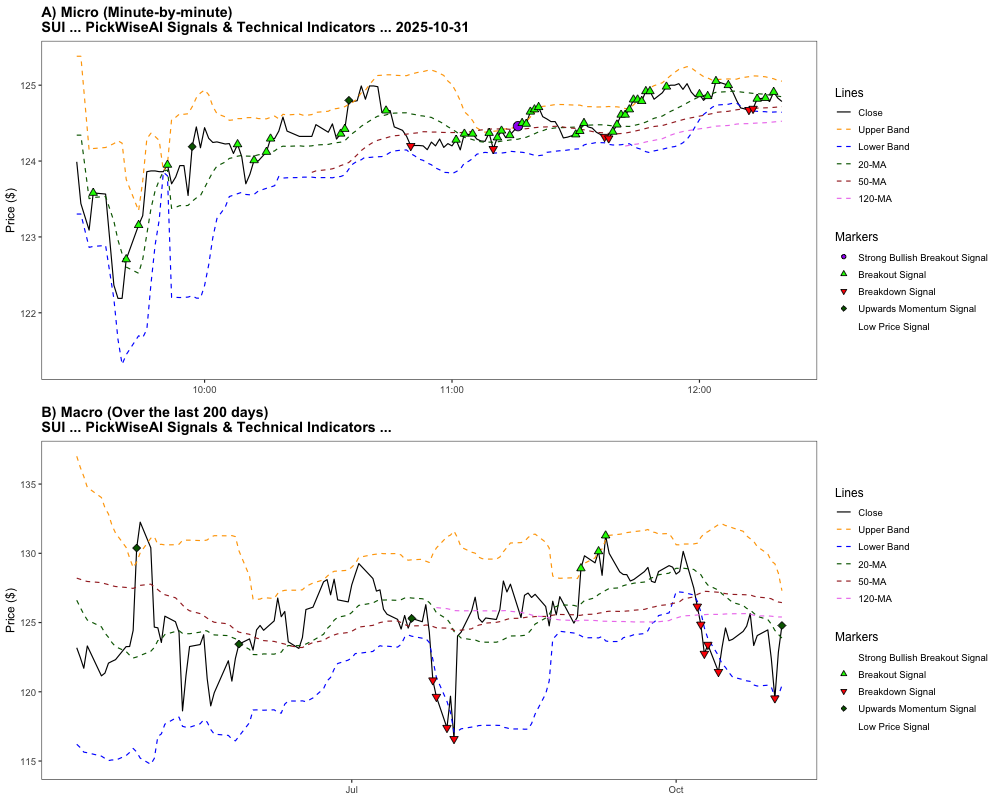 A) Micro (Minute-by-minute)
SUI ... PickWiseAI Signals & Technical Indicators ... 2025-10-31
Price ($)
125
124
123
122
10:00
11:00
12:00
Lines
Close
Upper Band
Lower Band
20-MA
50-MA
120-MA
Markers
Strong Bullish Breakout Signal
Breakout Signal
Breakdown Signal
Upwards Momentum Signal
Low Price Signal
B) Macro (Over the last 200 days)
SUI ... PickWiseAI Signals & Technical Indicators ...
Price ($)
135
130
125
120
115
Jul
Oct
Lines
Close
Upper Band
Lower Band
20-MA
50-MA
120-MA
Markers
Strong Bullish Breakout Signal
Breakout Signal
Breakdown Signal
Upwards Momentum Signal
Low Price Signal